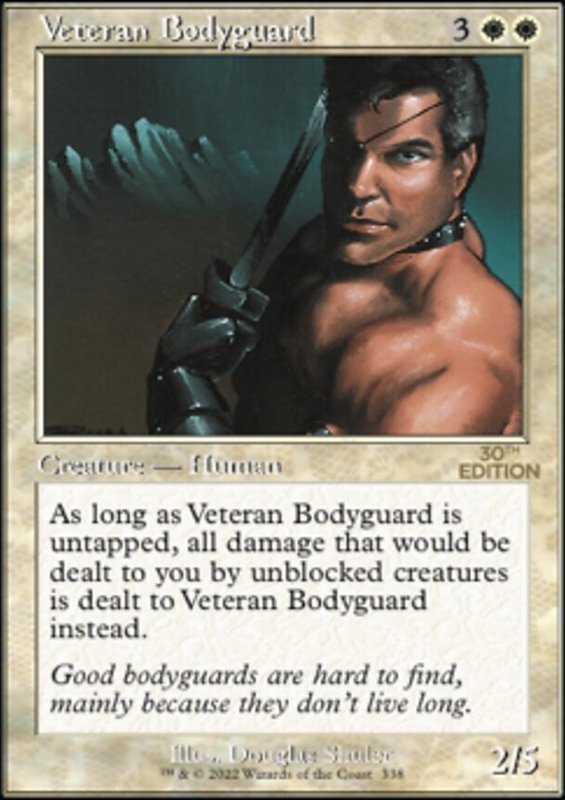 Veteran Bodyguard 3
30TH
Creature — Human EDITION
As long as Veteran Bodyguard is
untapped, all damage that would be
dealt to you by unblocked creatures
is dealt to Veteran Bodyguard
instead.
Good bodyguards are hard to find,
mainly because they don't live long.
Illus. Douglas Shuler
2/5
™ & © 2022 Wizards of the Coast 338